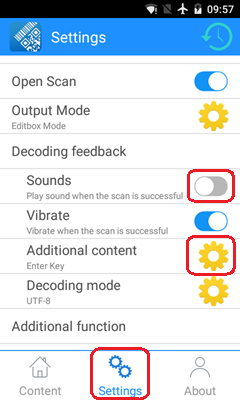 09:57
Settings
Open Scan
Output Mode
Editbox Mode
Decoding feedback
Sounds
Play sound when the scan is successful
Vibrate
Vibrate when the scan is successful
Additional content
Enter Key
Decoding mode
UTF-8
Additional function
Content
Settings
About